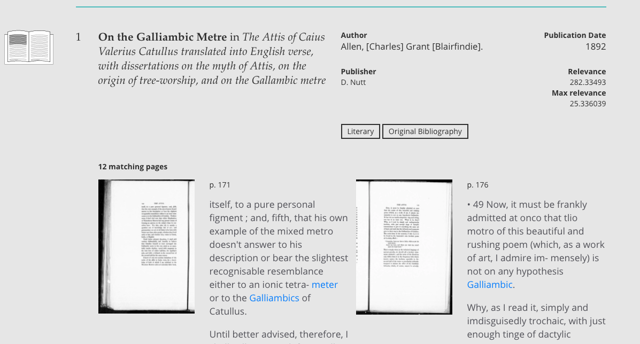 1
On the Galliambic Metre in The Attis of Caius
Valerius Catullus translated into English verse,
with dissertations on the myth of Attis, on the
origin of tree-worship, and on the Gallambic metre
Author
Allen, [Charles] Grant [Blairfindie].
Publication Date
1892
Publisher
D. Nutt
Relevance
282.33493
Max relevance
25.336039
Literary
Original Bibliography
12 matching pages
p. 171
itself, to a pure personal
figment ; and, fifth, that his own
example of the mixed metro
doesn't answer to his
description or bear the slightest
recognisable resemblance
either to an ionic tetra- meter
or to the Galliambics of
Catullus.
Until better advised, therefore, I
p. 176
• 49 Now, it must be frankly
admitted at onco that tlio
motro of this beautiful and
rushing poem (which, as a work
of art, I admire im- mensely) is
not on any hypothesis
Galliambic.
Why, as I read it, simply and
imdisguisedly trochaic, with just
enough tinge of dactylic